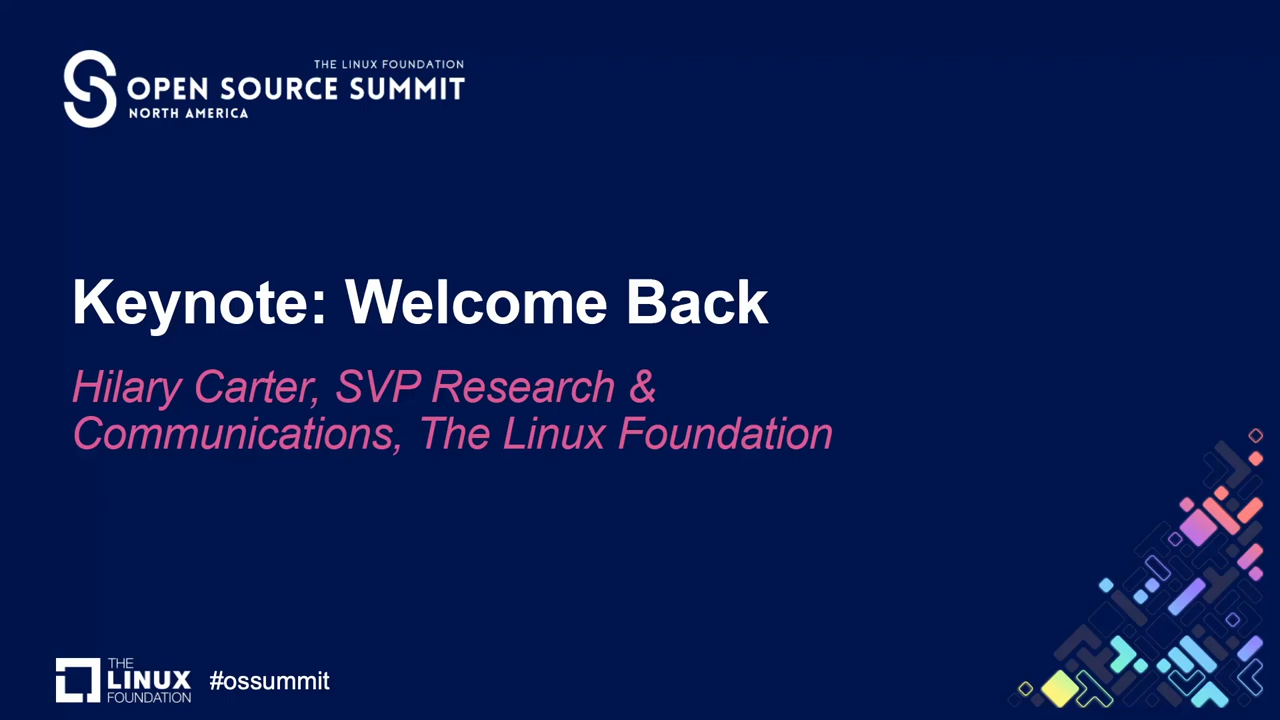 THE LINUX FOUNDATION
OPEN SOURCE SUMMIT
NORTH AMERICA
Keynote: Welcome Back
Hilary Carter, SVP Research &
Communications, The Linux Foundation
THE
LINUX
FOUNDATION
#ossummit